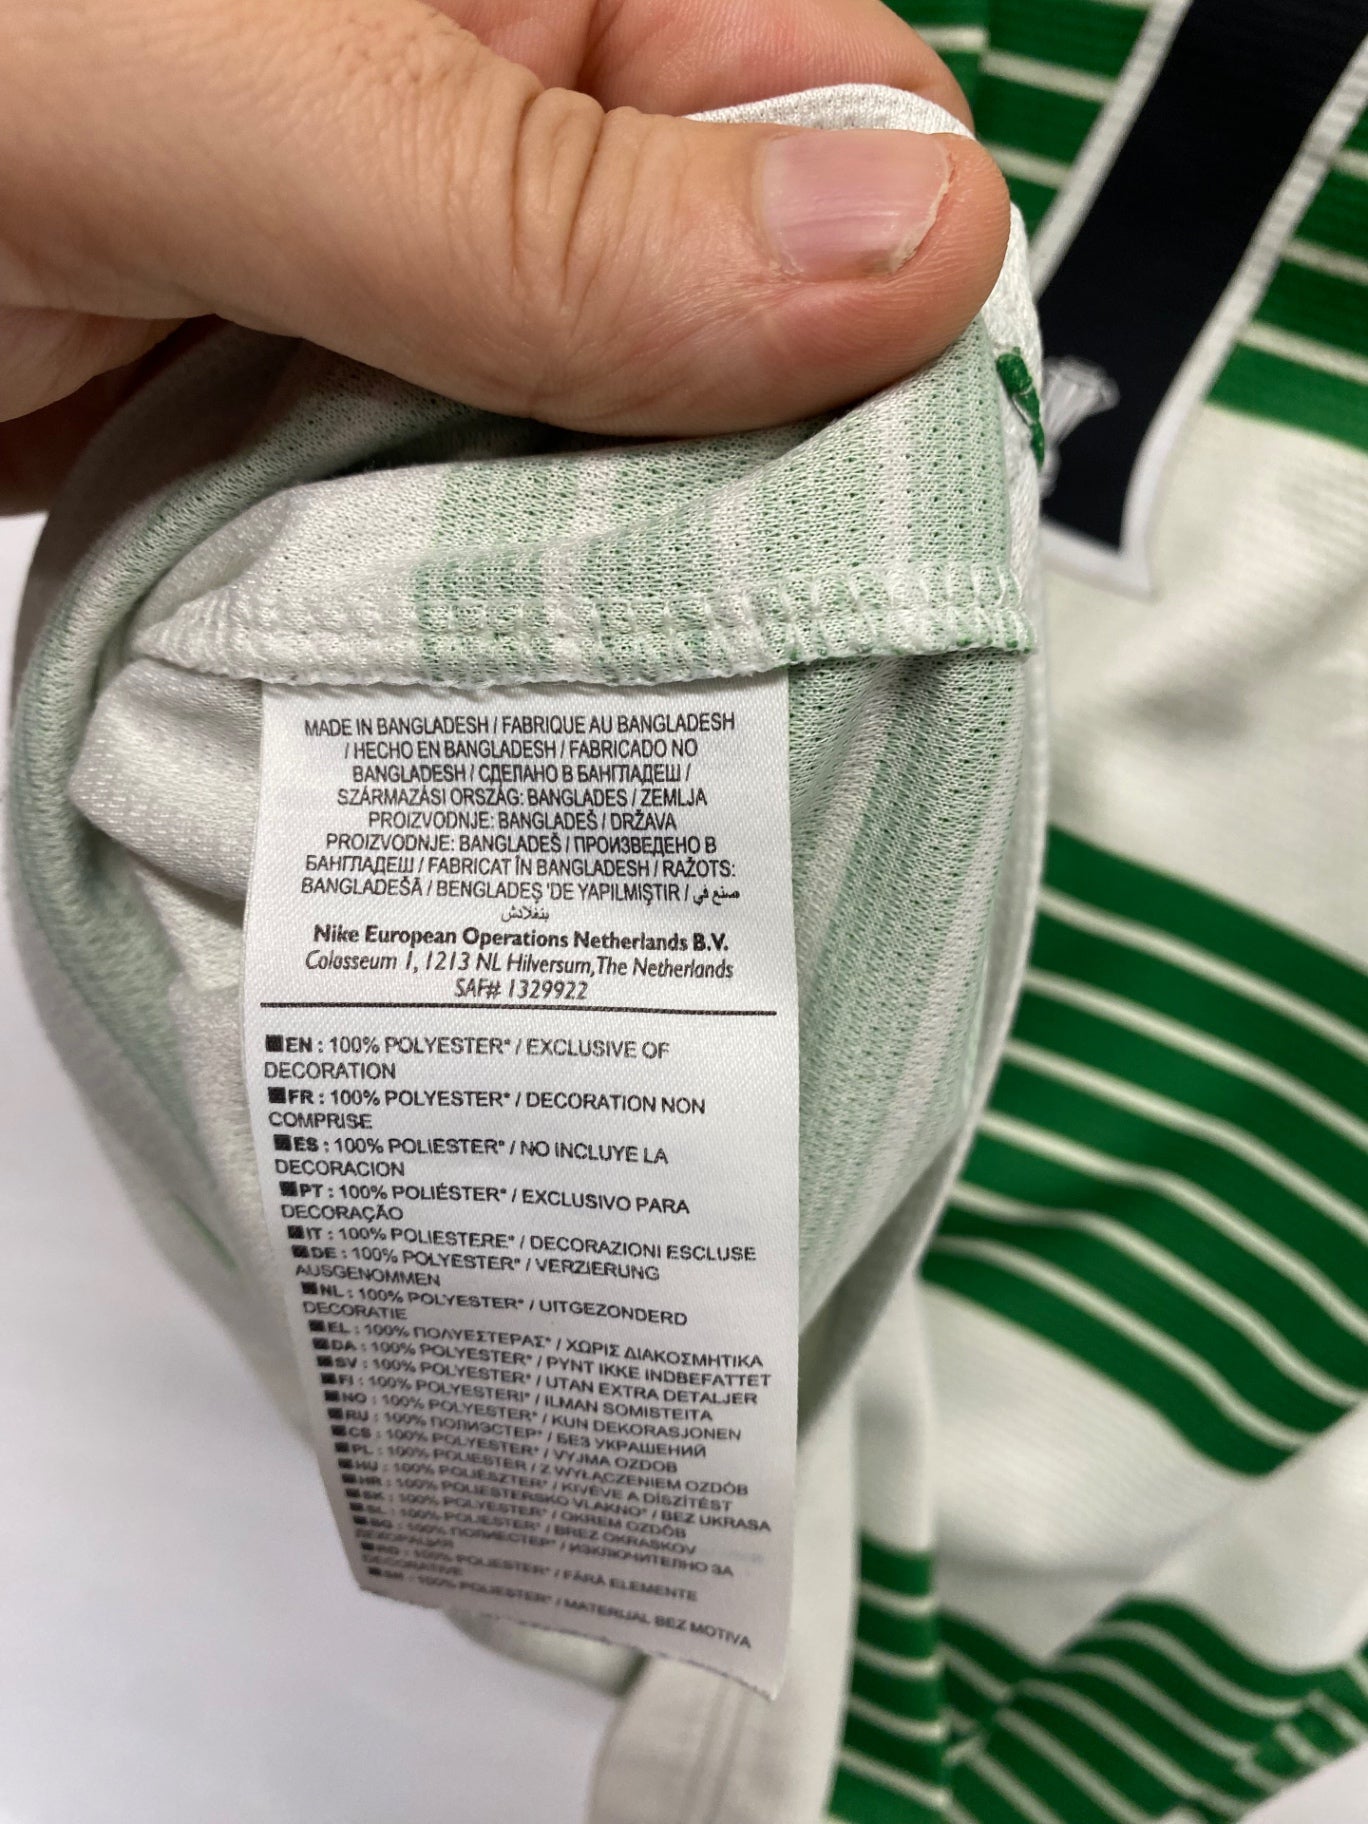 MADE IN BANGLADESH / FABRIQUE AU BANGLADESH
/ HECHO EN BANGLADESH / FABRICADO NO
BANGLADESH / СДЕЛАНО В БАНГЛАДЕШ /
SZÁRMAZÁSI ORSZÁG: BANGLADES / ZEMLJA
PROIZVODNJE: BANGLADEŠ / DRŽAVA
PROIZVODNJE: BANGLADEŠ / ПРОИЗВЕДЕНО В
БАНГЛАДЕШ / FABRICAT ÎN BANGLADESH / RAŽOTS:
BANGLADEŠĀ / BENGLADEŞ 'DE YAPILMIŞTIR / صنع في
بنغلادش
Nike European Operations Netherlands B.V.
Colosseum 1, 1213 NL Hilversum, The Netherlands
SAF# 1329922
EN : 100% POLYESTER* / EXCLUSIVE OF
DECORATION
FR : 100% POLYESTER* / DECORATION NON
COMPRISE
ES : 100% POLIESTER* / NO INCLUYE LA
DECORACION
PT : 100% POLIÉSTER* / EXCLUSIVO PARA
DECORAÇÃO
IT : 100% POLIESTERE* / DECORAZIONI ESCLUSE
DE : 100% POLYESTER* / VERZIERUNG
AUSGENOMMEN
NL : 100% POLYESTER* / UITGEZONDERD
DECORATIE
EL : 100% ΠΟΛΥΕΣΤΕΡΑΣ* / ΧΩΡΙΣ ΔΙΑΚΟΣΜΗΤΙΚΑ
DA : 100% POLYESTER* / PYNT IKKE INDBEFATTET
SV : 100% POLYESTER* / UTAN EXTRA DETALJER
FI : 100% POLYESTERI* / ILMAN SOMISTEITA
NO : 100% POLYESTER* / KUN DEKORASJONEN
RU : 100% ПОЛИЭСТЕР* / БЕЗ УКРАШЕНИЙ
CS : 100% POLYESTER* / VYJMA OZDOB
PL : 100% POLIESTER / Z WYŁĄCZENIEM OZDÓB
HU : 100% POLIÉSZTER* / KIVÉVE A DÍSZÍTÉST
HR : 100% POLIESTERSKO VLAKNO* / BEZ UKRASA
SK : 100% POLYESTER* / OKREM OZDÔB
SL : 100% POLIESTER* / BREZ OKRASKOV
BG : 100% ПОЛИЕСТЕР* / ИЗКЛЮЧИТЕЛНО ЗА
ДЕКОРАЦИЯ
RO : 100% POLIESTER* / FĂRĂ ELEMENTE
DECORATIVE
SH : 100% POLIESTER* / MATERIJAL BEZ MOTIVA